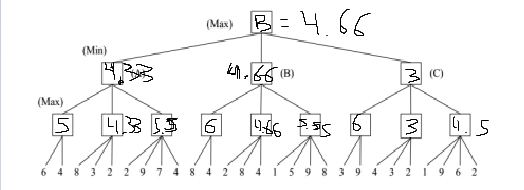 (Max) B = 4.66
(Min)
4.33 (A) 4.66 (B) 3 (C)
(Max)
5 4.33 5.5 6 4.66 5.5 6 3 4.5
6 4 8 3 2 2 9 7 4 8 4 2 8 4 1 5 9 8 3 9 4 3 2 1 9 6 2